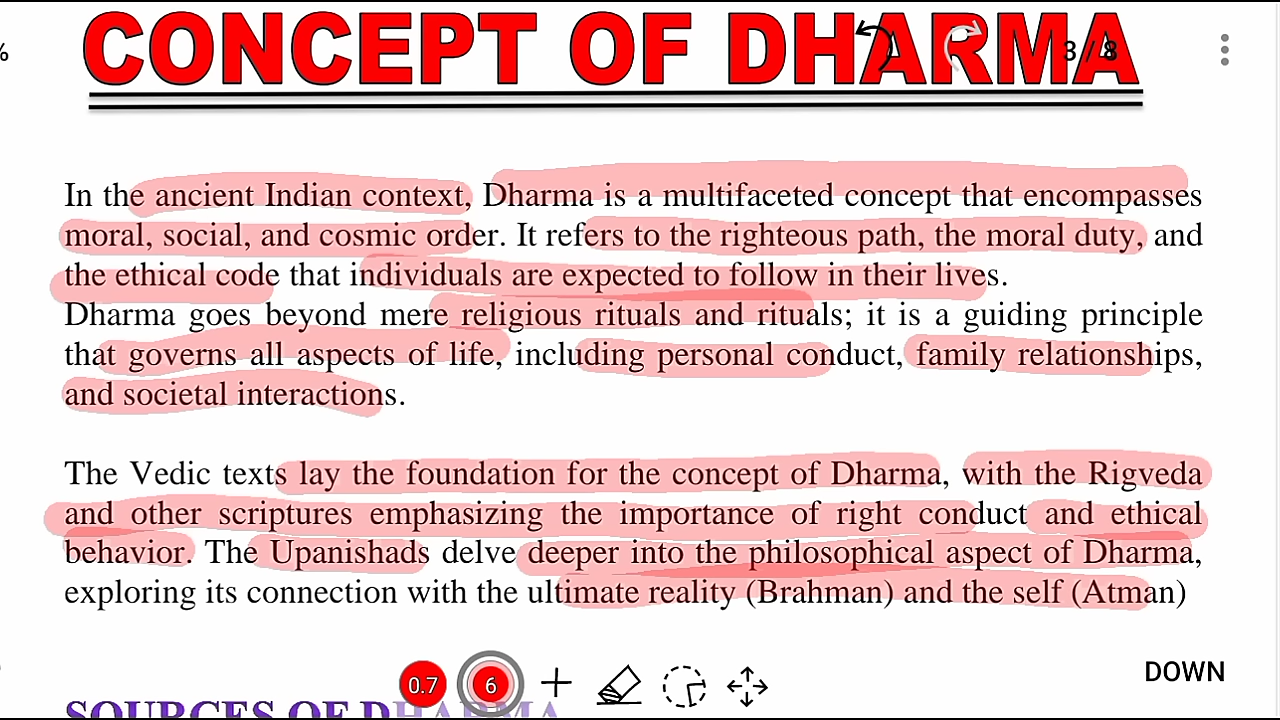 CONCEPT OF DHARMA
%
3 / 8
In the ancient Indian context, Dharma is a multifaceted concept that encompasses
moral, social, and cosmic order. It refers to the righteous path, the moral duty, and
the ethical code that individuals are expected to follow in their lives.
Dharma goes beyond mere religious rituals and rituals; it is a guiding principle
that governs all aspects of life, including personal conduct, family relationships,
and societal interactions.
The Vedic texts lay the foundation for the concept of Dharma, with the Rigveda
and other scriptures emphasizing the importance of right conduct and ethical
behavior. The Upanishads delve deeper into the philosophical aspect of Dharma,
exploring its connection with the ultimate reality (Brahman) and the self (Atman)
0.7 6
DOWN
SOURCES OF DHARMA